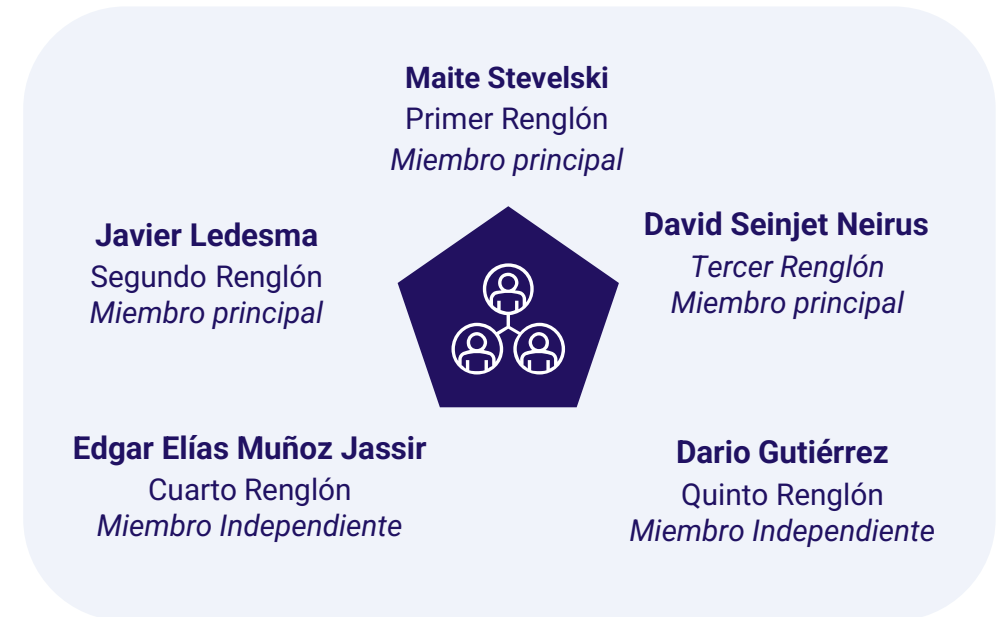 Maite Stevelski
Primer Renglón
Miembro principal
Javier Ledesma
Segundo Renglón
Miembro principal
David Seinjet Neirus
Tercer Renglón
Miembro principal
Edgar Elías Muñoz Jassir
Cuarto Renglón
Miembro Independiente
Dario Gutiérrez
Quinto Renglón
Miembro Independiente